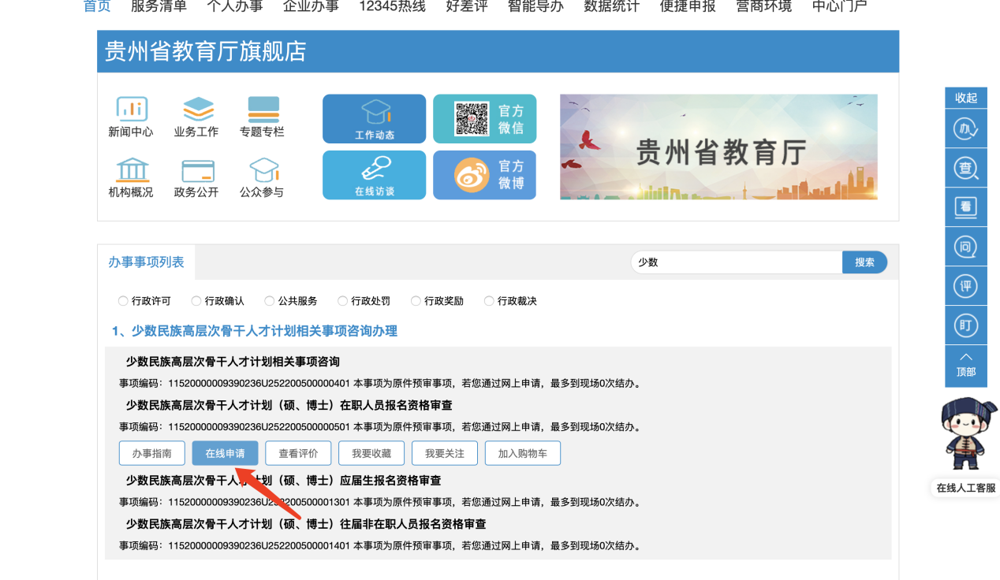 首页 服务清单 个人办事 企业办事 12345热线 好差评 智能导办 数据统计 便捷申报 营商环境 中心门户
贵州省教育厅旗舰店
新闻中心 业务工作 专题专栏
机构概况 政务公开 公众参与
工作动态
官方
微信
在线访谈
官方
微博
贵州省教育厅
办事事项列表
少数
搜索
行政许可 行政确认 公共服务 行政处罚 行政奖励 行政裁决
1、少数民族高层次骨干人才计划相关事项咨询办理
少数民族高层次骨干人才计划相关事项咨询
事项编码：11520000009390236U252200500000401 本事项为原件预审事项，若您通过网上申请，最多到现场0次结办。
少数民族高层次骨干人才计划（硕、博士）在职人员报名资格审查
事项编码：11520000009390236U252200500000501 本事项为原件预审事项，若您通过网上申请，最多到现场0次结办。
办事指南 在线申请 查看评价 我要收藏 我要关注 加入购物车
少数民族高层次骨干人才计划（硕、博士）应届生报名资格审查
事项编码：11520000009390236U252200500001301 本事项为原件预审事项，若您通过网上申请，最多到现场0次结办。
少数民族高层次骨干人才计划（硕、博士）往届非在职人员报名资格审查
事项编码：11520000009390236U252200500001401 本事项为原件预审事项，若您通过网上申请，最多到现场0次结办。
收起
办
查
看
问
评
盯
顶部
在线人工客服